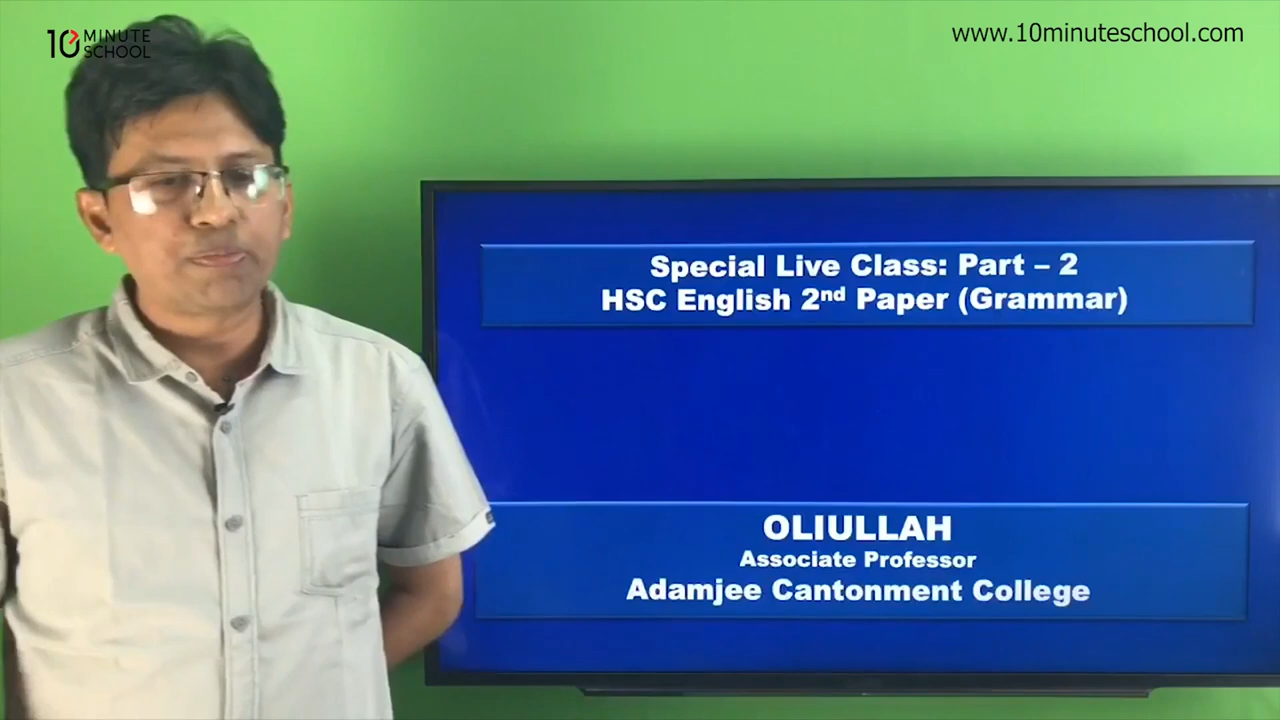 10 MINUTE SCHOOL
www.10minuteschool.com
Special Live Class: Part – 2
HSC English 2nd Paper (Grammar)
OLIULLAH
Associate Professor
Adamjee Cantonment College